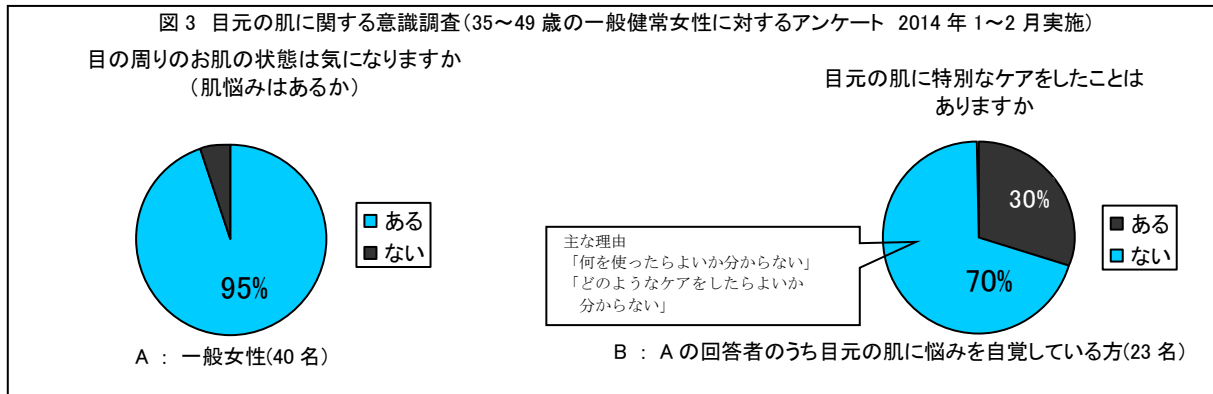 図 3 目元の肌に関する意識調査(35～49 歳の一般健常女性に対するアンケート 2014 年 1～2 月実施)
目の周りのお肌の状態は気になりますか
(肌悩みはあるか)
95%
ある
ない
A : 一般女性(40 名)
目元の肌に特別なケアをしたことは
ありますか
30%
70%
ある
ない
主な理由
「何を使ったらよいか分からない」
「どのようなケアをしたらよいか
分からない」
B : A の回答者のうち目元の肌に悩みを自覚している方(23 名)